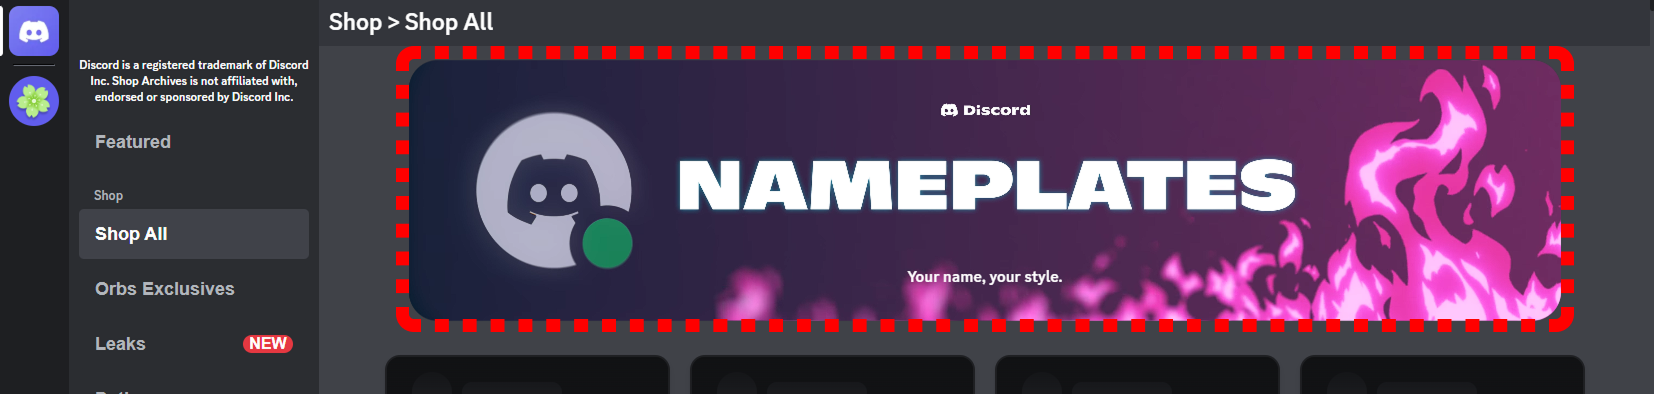 Shop > Shop All
Discord is a registered trademark of Discord
Inc. Shop Archives is not affiliated with,
endorsed or sponsored by Discord Inc.
Featured
Shop
Shop All
Orbs Exclusives
Leaks NEW
Discord
NAMEPLATES
Your name, your style.